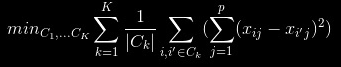 $min_{C_1,...C_K} \sum_{k=1}^{K} \frac{1}{|C_k|} \sum_{i,i' \in C_k} (\sum_{j=1}^{p} (x_{ij} - x_{i'j})^2)$